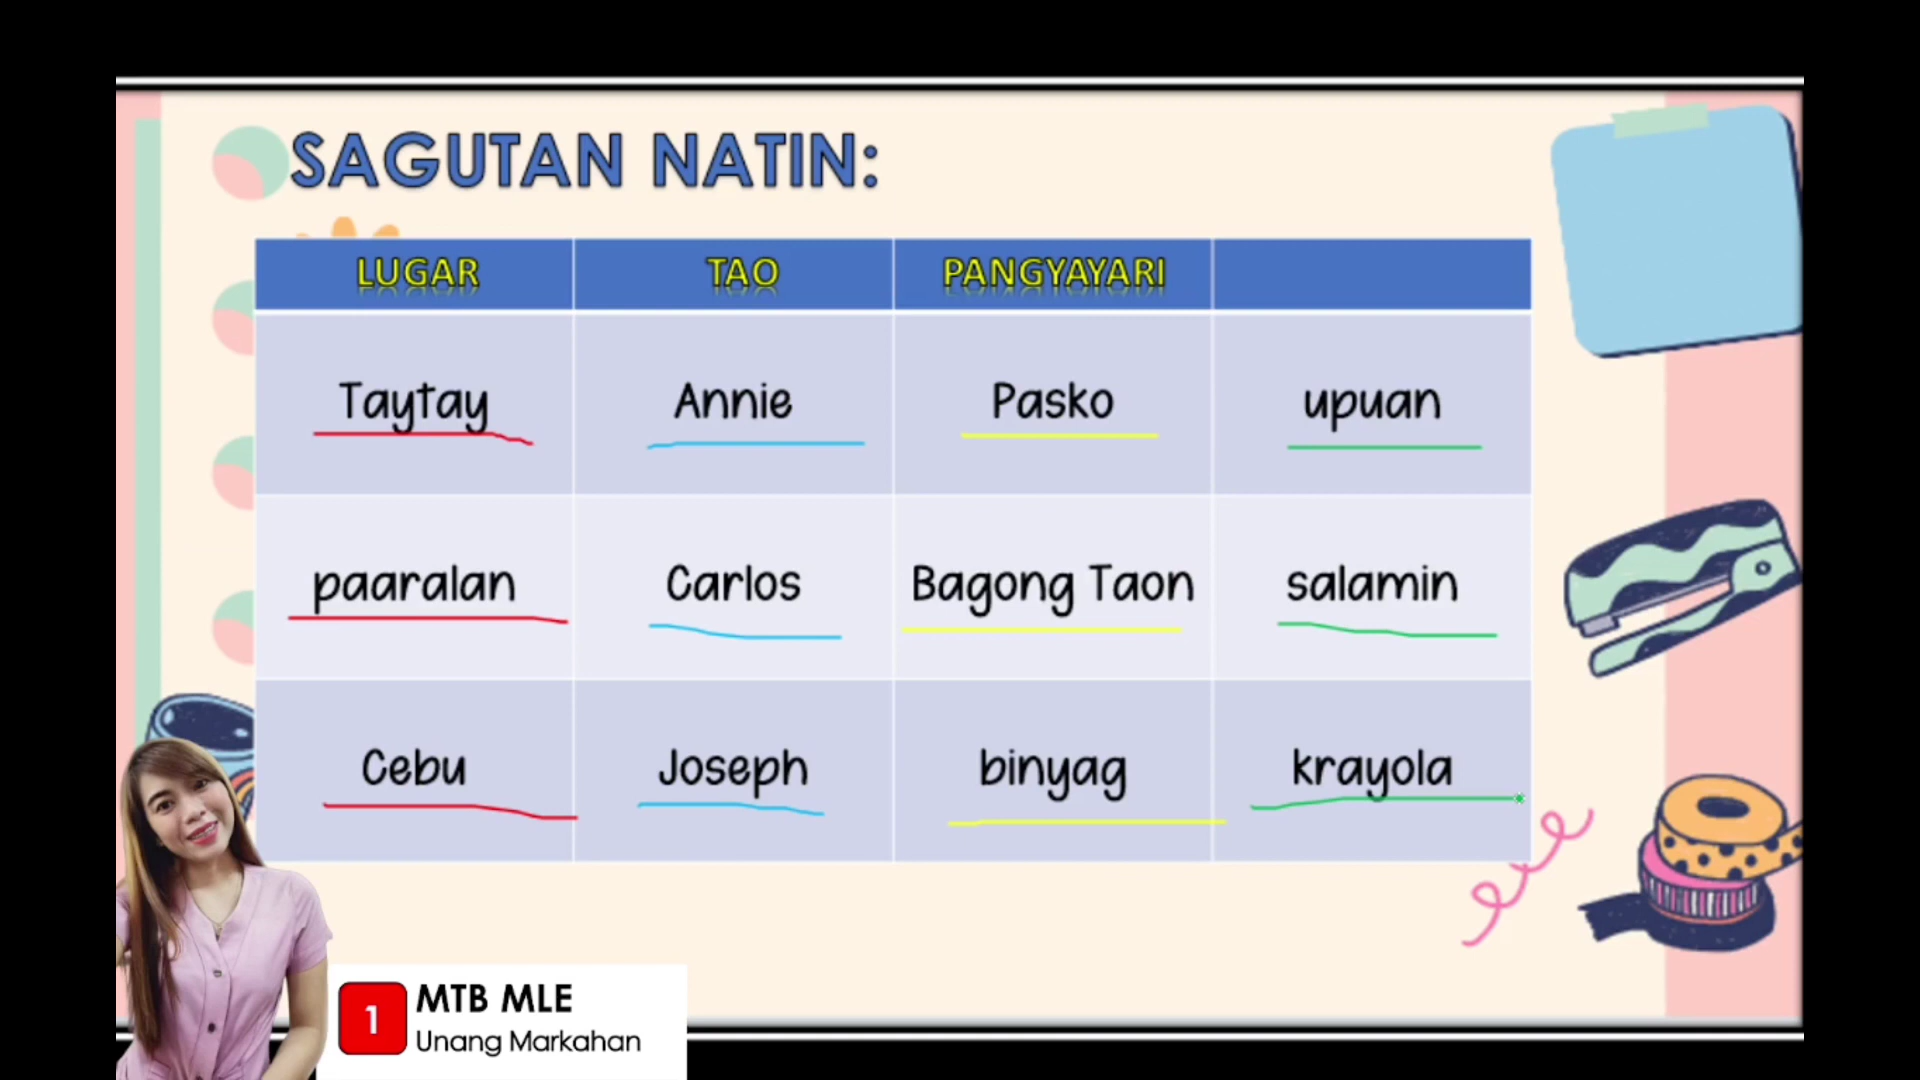 SAGUTAN NATIN:
LUGAR TAO PANGYAYARI
Taytay Annie Pasko upuan
paaralan Carlos Bagong Taon salamin
Cebu Joseph binyag krayola
1 MTB MLE
Unang Markahan